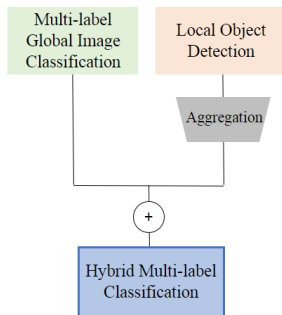 Multi-label
Global Image
Classification
Local Object
Detection
Aggregation
+
Hybrid Multi-label
Classification